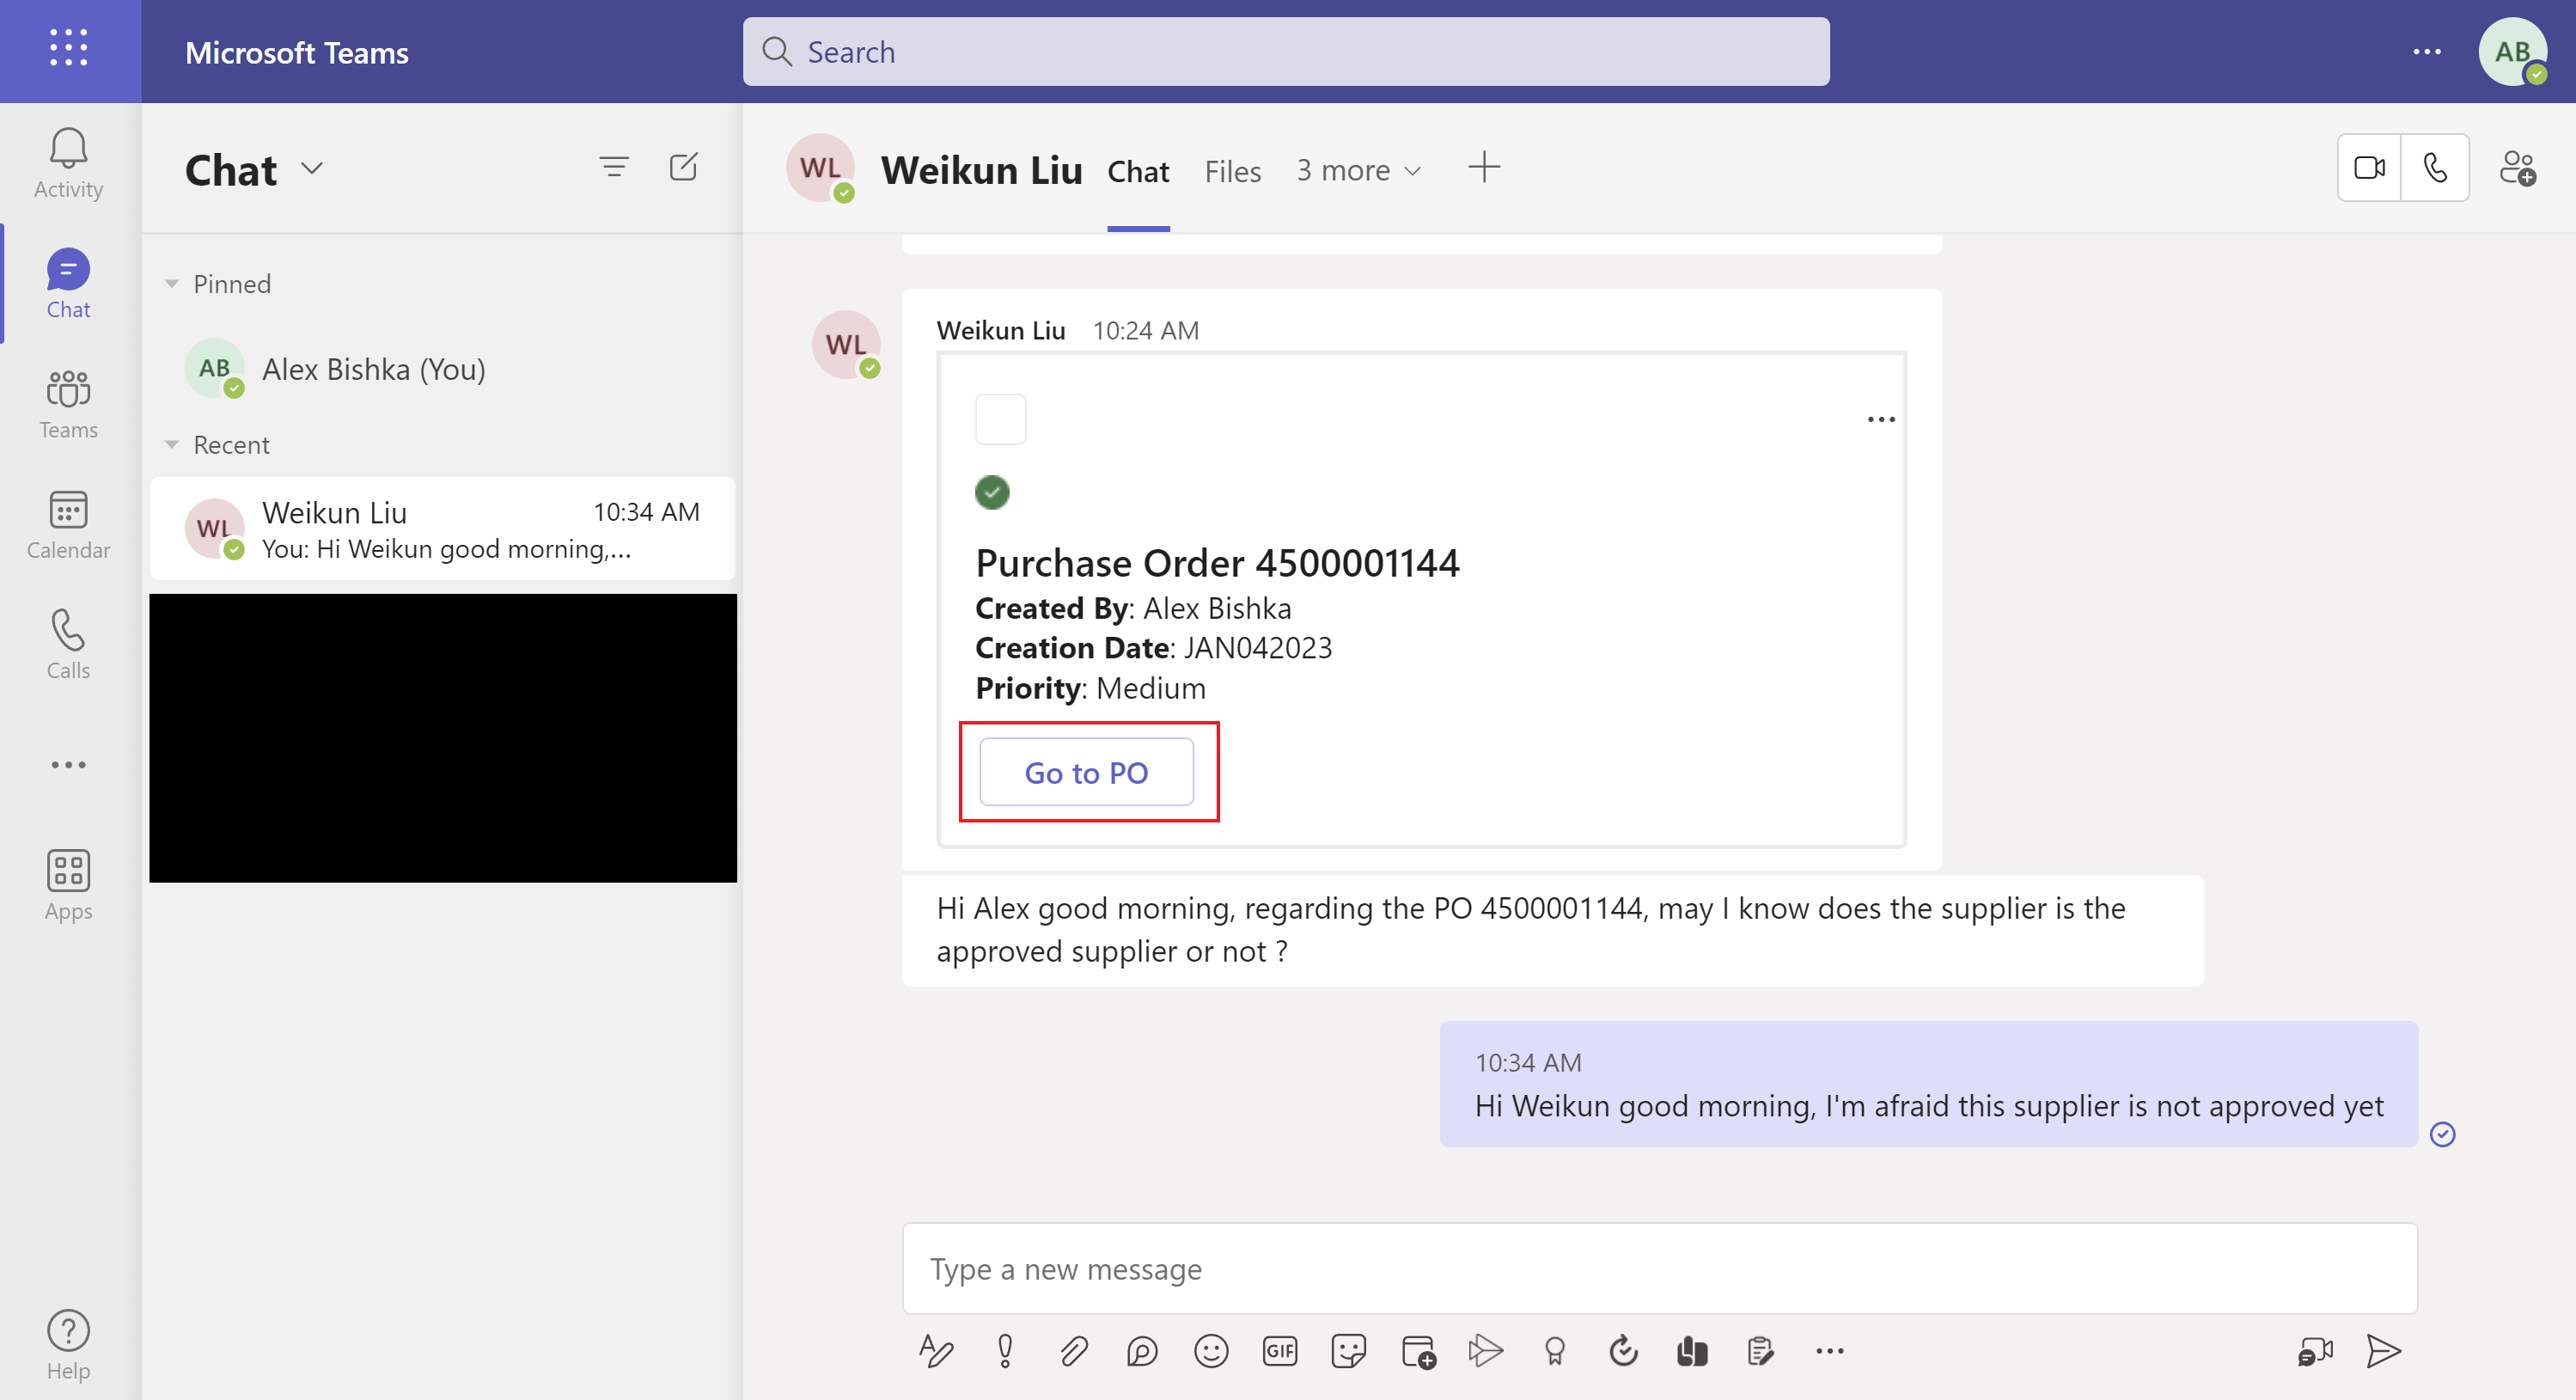 Microsoft Teams
Search
AB
Activity
Chat
Teams
Calendar
Calls
Apps
Help
Chat
Pinned
AB
Alex Bishka (You)
Recent
WL
Weikun Liu 10:34 AM
You: Hi Weikun good morning,...
WL
Weikun Liu Chat Files 3 more
WL
Weikun Liu 10:24 AM
Purchase Order 4500001144
Created By: Alex Bishka
Creation Date: JAN042023
Priority: Medium
Go to PO
Hi Alex good morning, regarding the PO 4500001144, may I know does the supplier is the
approved supplier or not ?
10:34 AM
Hi Weikun good morning, I'm afraid this supplier is not approved yet
Type a new message
GIF